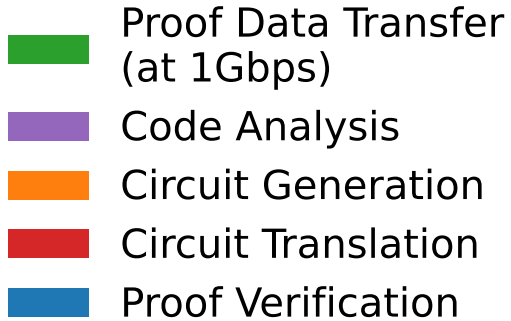 Proof Data Transfer
(at 1Gbps)
Code Analysis
Circuit Generation
Circuit Translation
Proof Verification